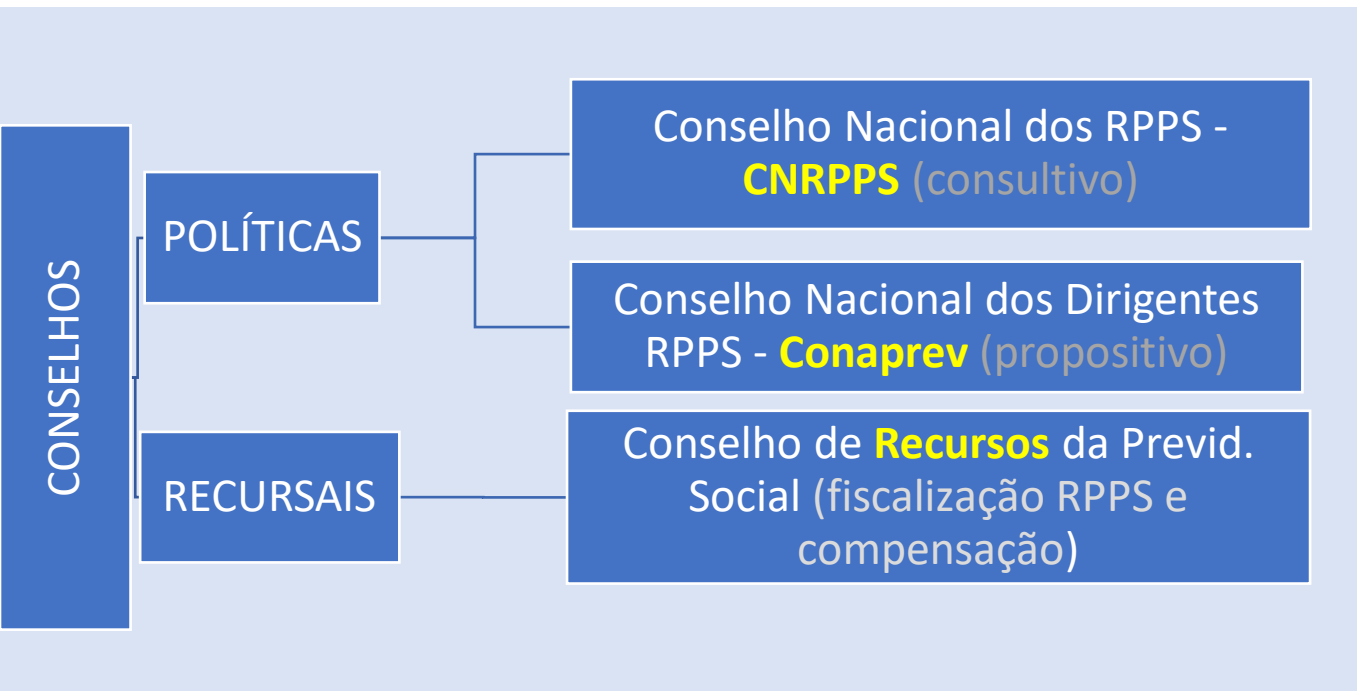 CONSELHOS
POLÍTICAS
Conselho Nacional dos RPPS -
CNRPPS (consultivo)
Conselho Nacional dos Dirigentes
RPPS - Conaprev (propositivo)
RECURSAIS
Conselho de Recursos da Previd.
Social (fiscalização RPPS e
compensação)